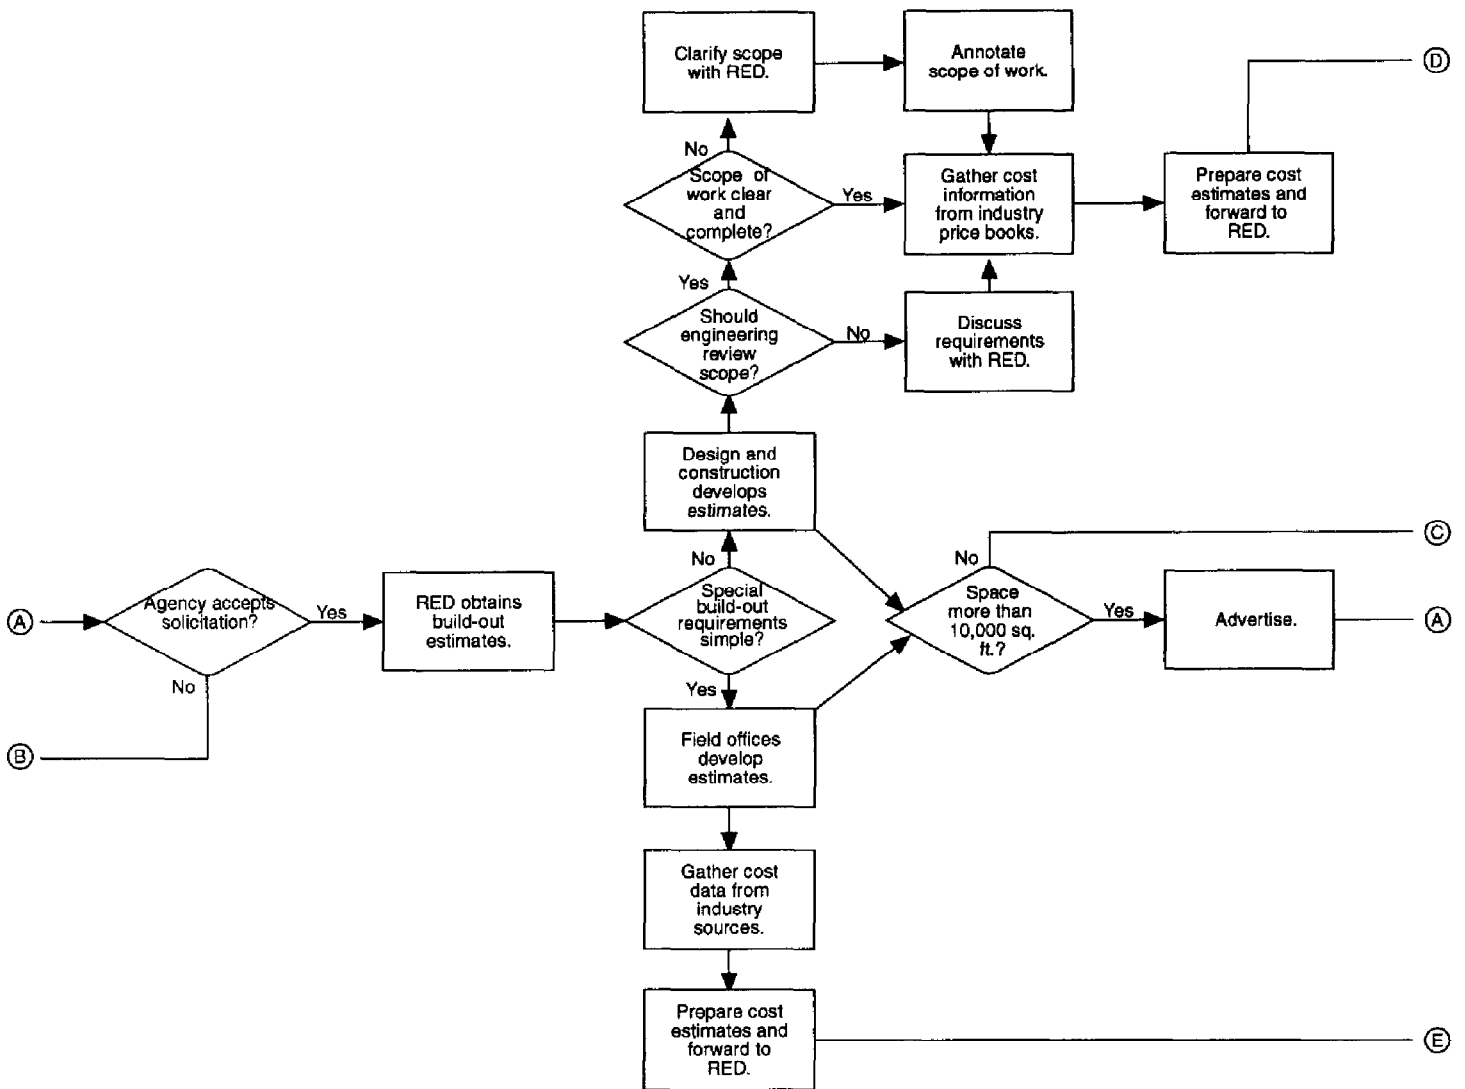 Clarify scope
with RED.
Annotate
scope of work.
D
No
Scope of
work clear
and
complete?
Yes
Gather cost
information
from industry
price books.
Prepare cost
estimates and
forward to
RED.
Yes
Should
engineering
review
scope?
No
Discuss
requirements
with RED.
Design and
construction
develops
estimates.
No
No
C
A
Agency accepts
solicitation?
Yes
RED obtains
build-out
estimates.
Special
build-out
requirements
simple?
Space
more than
10,000 sq.
ft.?
Yes
Advertise.
A
No
Yes
B
Field offices
develop
estimates.
Gather cost
data from
industry
sources.
Prepare cost
estimates and
forward to
RED.
E